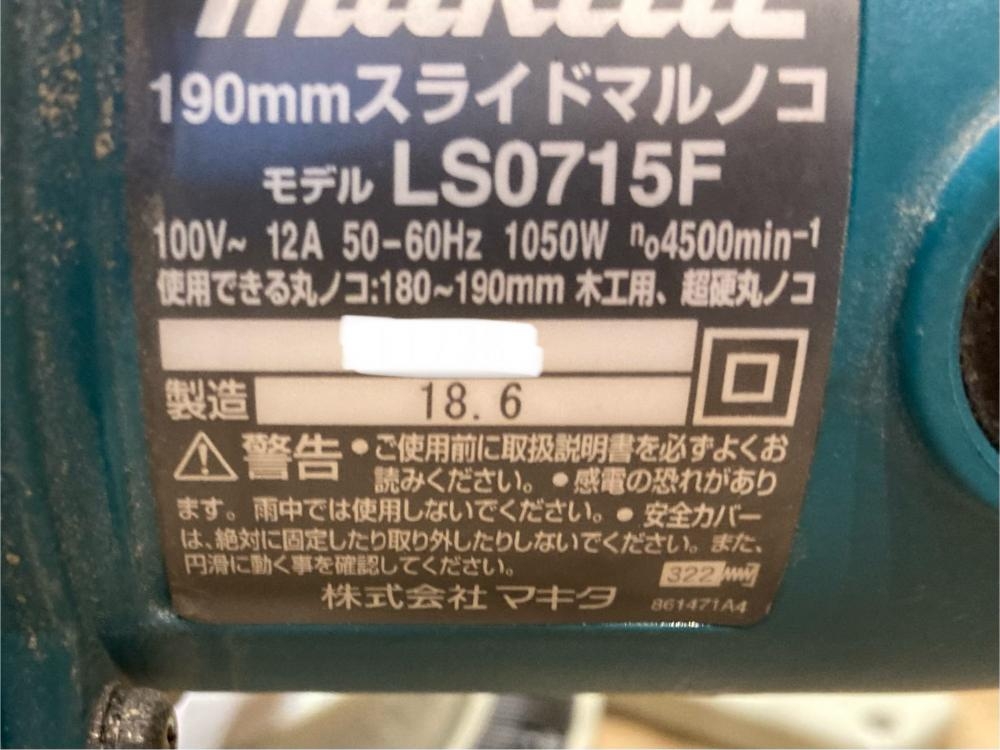 makita
190mmスライドマルノコ
モデル LS0715F
100V~ 12A 50-60Hz 1050W n₀4500min⁻¹
使用できる丸ノコ:180~190mm 木工用、超硬丸ノコ
製造 18.6
警告 •ご使用前に取扱説明書を必ずよくお
読みください。•感電の恐れがあり
ます。雨中では使用しないでください。•安全カバー
は、絶対に固定したり取り外したりしないでください。また、
円滑に動く事を確認してください。
322
株式会社 マキタ 861471A4